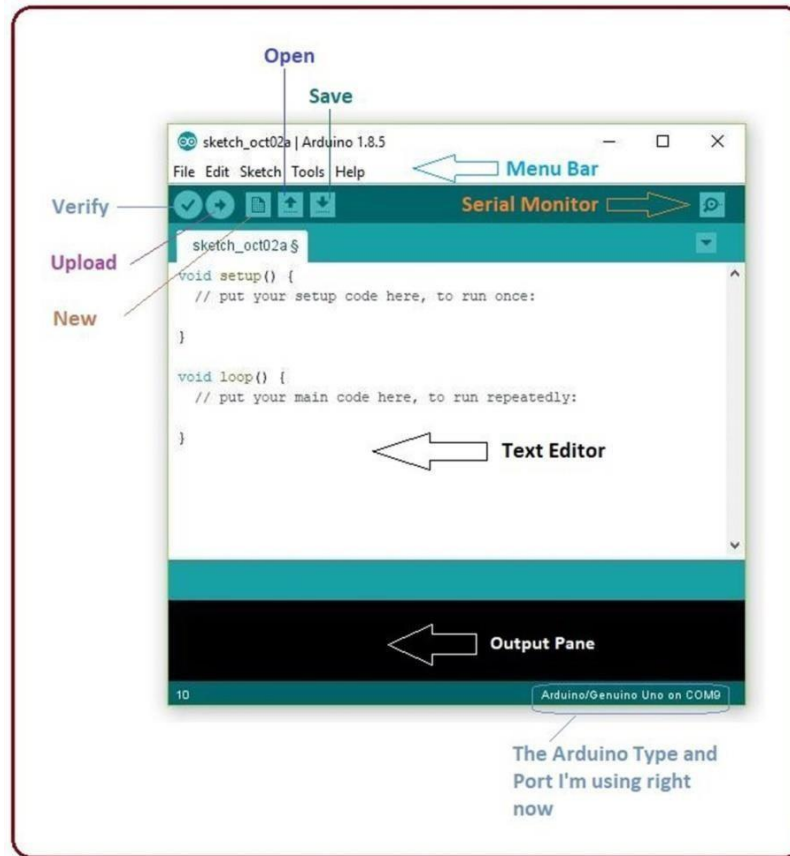 Open
Save
sketch_oct02a | Arduino 1.8.5
File Edit Sketch Tools Help
Menu Bar
Verify
Serial Monitor
sketch_oct02a §
Upload
void setup() {
// put your setup code here, to run once:
New
}
void loop() {
// put your main code here, to run repeatedly:
}
Text Editor
Output Pane
10
Arduino/Genuino Uno on COM9
The Arduino Type and
Port I'm using right
now